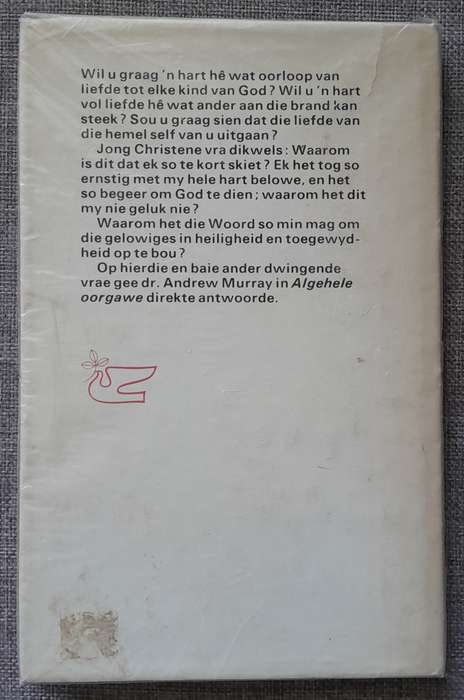 Wil u graag 'n hart hê wat oorloop van
liefde tot elke kind van God? Wil u 'n hart
vol liefde hê wat ander aan die brand kan
steek? Sou u graag sien dat die liefde van
die hemel self van u uitgaan?
Jong Christene vra dikwels: Waarom
is dit dat ek so te kort skiet? Ek het tog so
ernstig met my hele hart belowe, en het
so begeer om God te dien; waarom het dit
my nie geluk nie?
Waarom het die Woord so min mag om
die gelowiges in heiligheid en toegewyd-
heid op te bou?
Op hierdie en baie ander dwingende
vrae gee dr. Andrew Murray in Algehele
oorgawe direkte antwoorde.